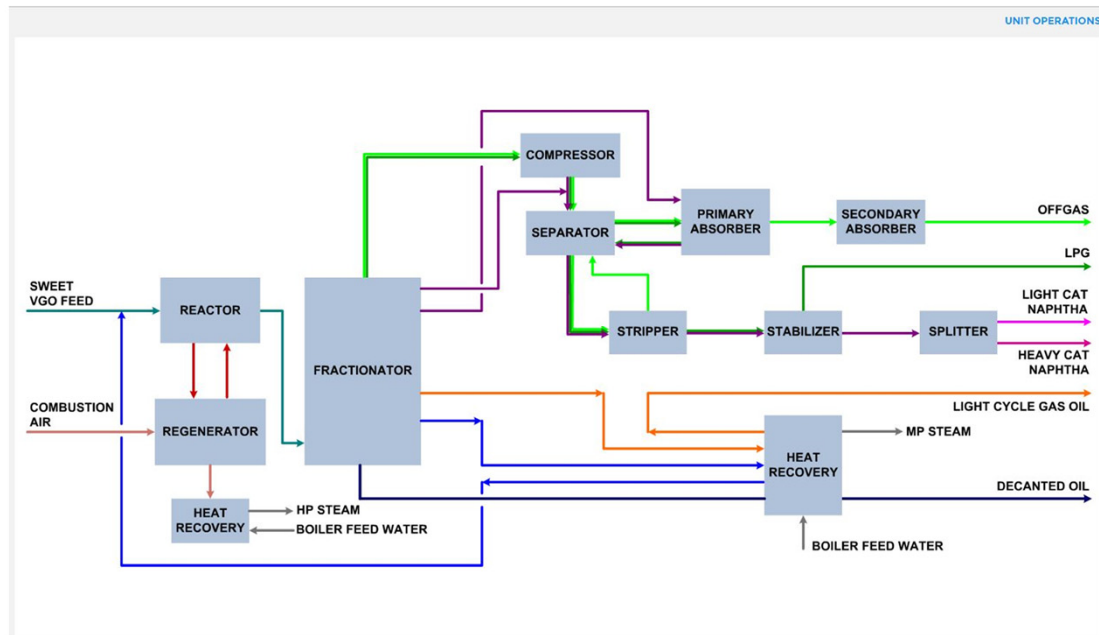 UNIT OPERATIONS
COMPRESSOR
SEPARATOR
PRIMARY
ABSORBER
SECONDARY
ABSORBER
OFFGAS
LPG
SWEET
VGO FEED
REACTOR
STRIPPER
STABILIZER
SPLITTER
LIGHT CAT
NAPHTHA
HEAVY CAT
NAPHTHA
FRACTIONATOR
COMBUSTION
AIR
REGENERATOR
LIGHT CYCLE GAS OIL
HEAT
RECOVERY
MP STEAM
DECANTED OIL
HEAT
RECOVERY
HP STEAM
BOILER FEED WATER
BOILER FEED WATER